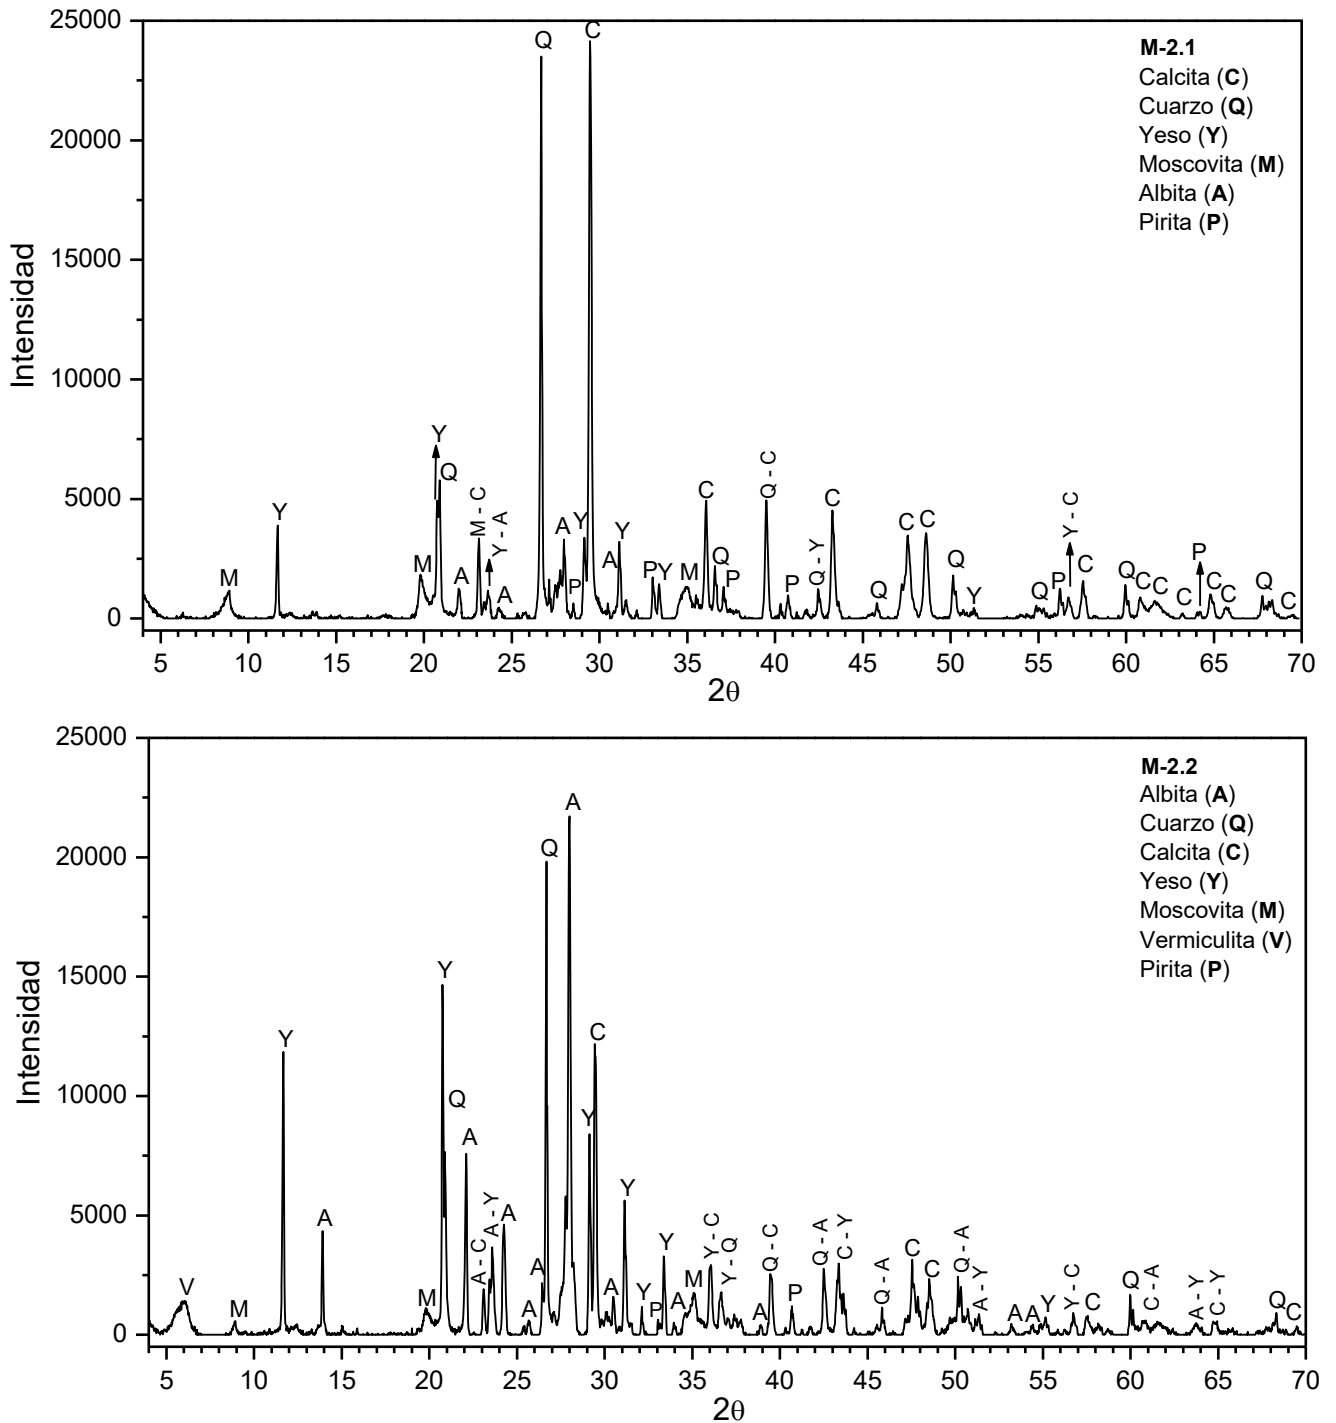 25000
20000
15000
10000
5000
0
Intensidad
M-2.1
Calcita (C)
Cuarzo (Q)
Yeso (Y)
Moscovita (M)
Albita (A)
Pirita (P)
M
Y
M
Y
Q
A
M - C
Y - A
A
Q
A
P
Y
C
A
Y
P
Y
M
C
Q
P
Q - C
P
Q - Y
C
Q
C
C
Q
Y
Q
P
Y - C
C
Q
C
C
C
P
C
C
Q
C
5 10 15 20 25 30 35 40 45 50 55 60 65 70
2θ
25000
20000
15000
10000
5000
0
Intensidad
M-2.2
Albita (A)
Cuarzo (Q)
Calcita (C)
Yeso (Y)
Moscovita (M)
Vermiculita (V)
Pirita (P)
V
M
Y
A
M
Y
Q
A
A - C
A - Y
A
A
A
Q
A
Y
C
A
Y
Y
P
Y
A
M
Y - C
Y - Q
A
Q - C
P
Q - A
C - Y
Q - A
C
C
Q - A
A - Y
A
A
Y
Y - C
C
Q
C - A
A - Y
C - Y
Q
C
5 10 15 20 25 30 35 40 45 50 55 60 65 70
2θ